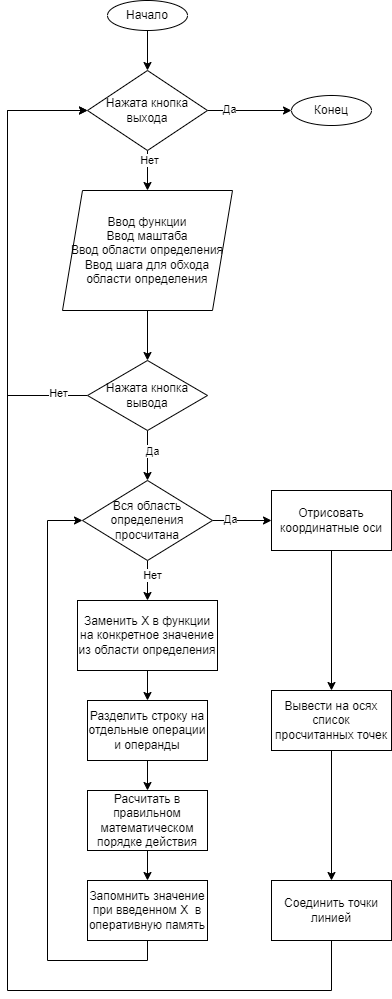 Начало
Нажата кнопка
выхода
Да
Конец
Нет
Ввод функции
Ввод маштаба
Ввод области определения
Ввод шага для обхода
области определения
Нажата кнопка
вывода
Нет
Да
Вся область
определения
просчитана
Да
Отрисовать
координатные оси
Нет
Заменить X в функции
на конкретное значение
из области определения
Разделить строку на
отдельные операции
и операнды
Вывести на осях
список
просчитанных точек
Расчитать в
правильном
математическом
порядке действия
Запомнить значение
при введенном X в
оперативную память
Соединить точки
линией